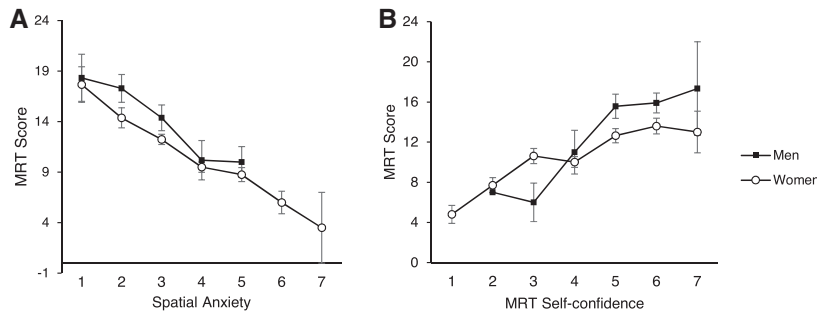 A
B
24
19
14
9
4
-1
MRT Score
1 2 3 4 5 6 7
Spatial Anxiety
24
20
16
12
8
4
0
MRT Score
1 2 3 4 5 6 7
MRT Self-confidence
Men
Women